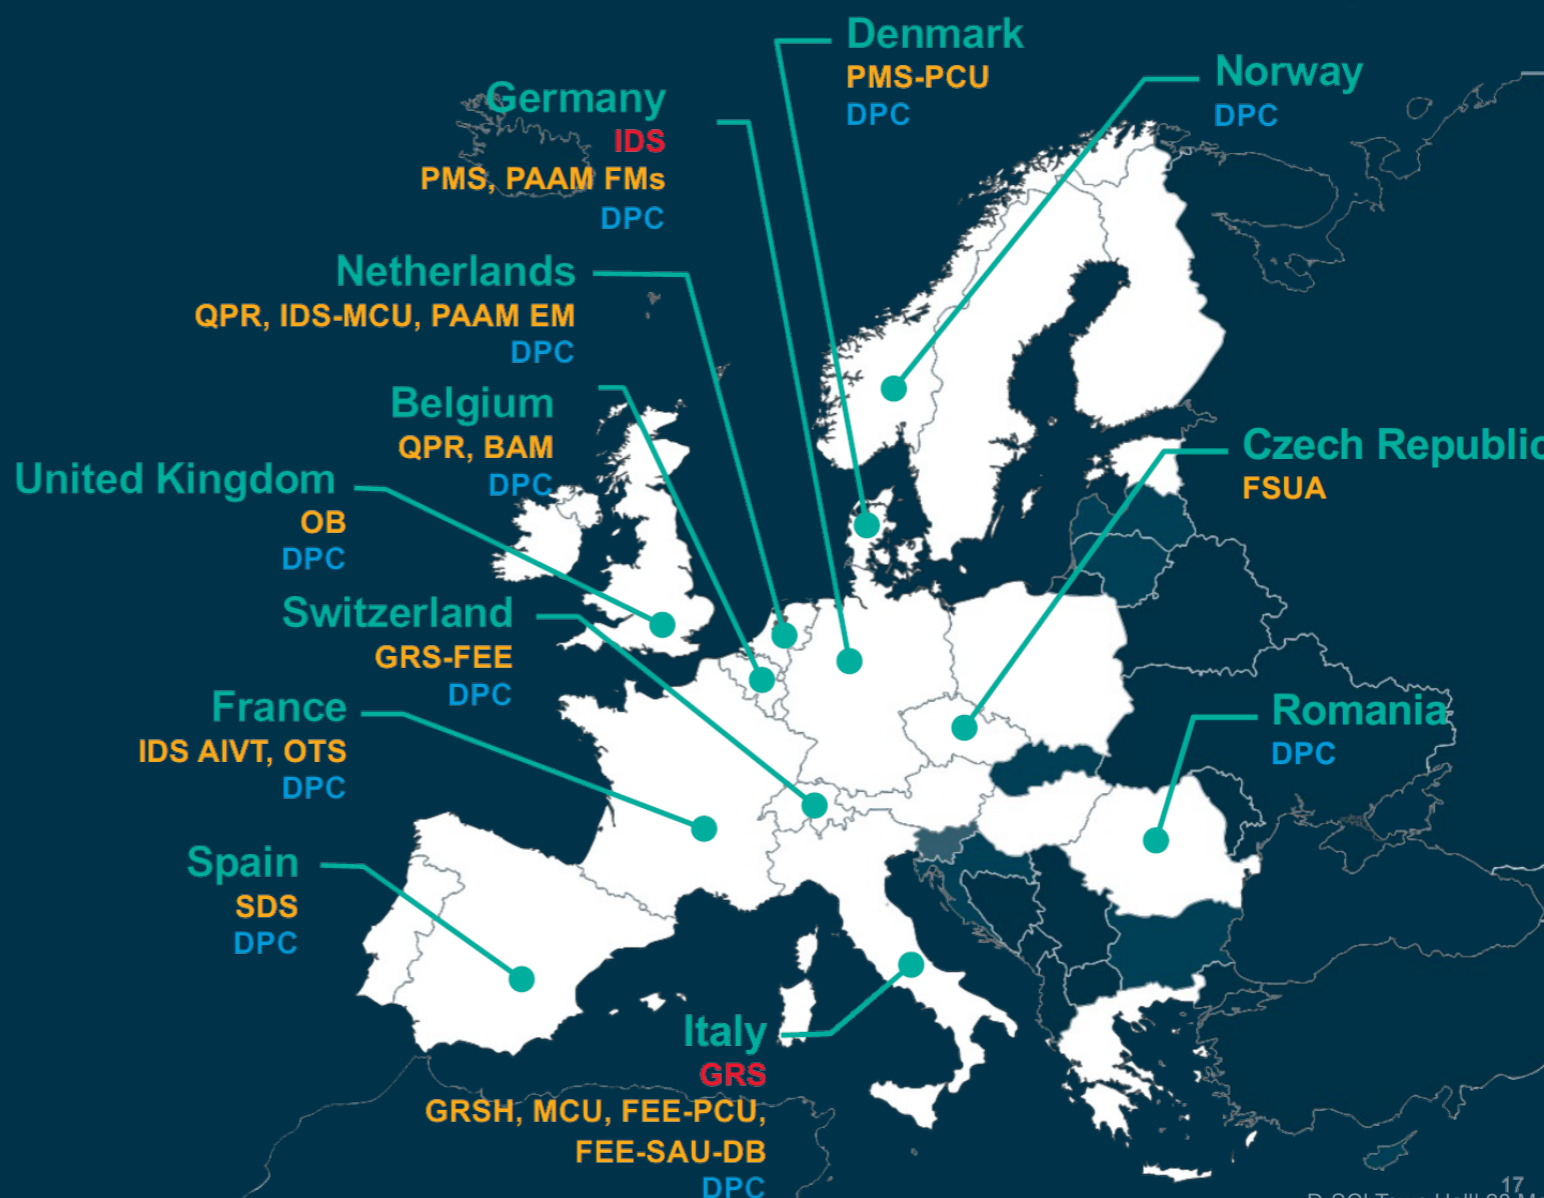 Denmark
PMS-PCU
DPC
Norway
DPC
Germany
IDS
PMS, PAAM FMs
DPC
Netherlands
QPR, IDS-MCU, PAAM EM
DPC
Belgium
QPR, BAM
DPC
United Kingdom
OB
DPC
Czech Republic
FSUA
Switzerland
GRS-FEE
DPC
France
IDS AIVT, OTS
DPC
Romania
DPC
Spain
SDS
DPC
Italy
GRS
GRSH, MCU, FEE-PCU,
FEE-SAU-DB
DPC
17